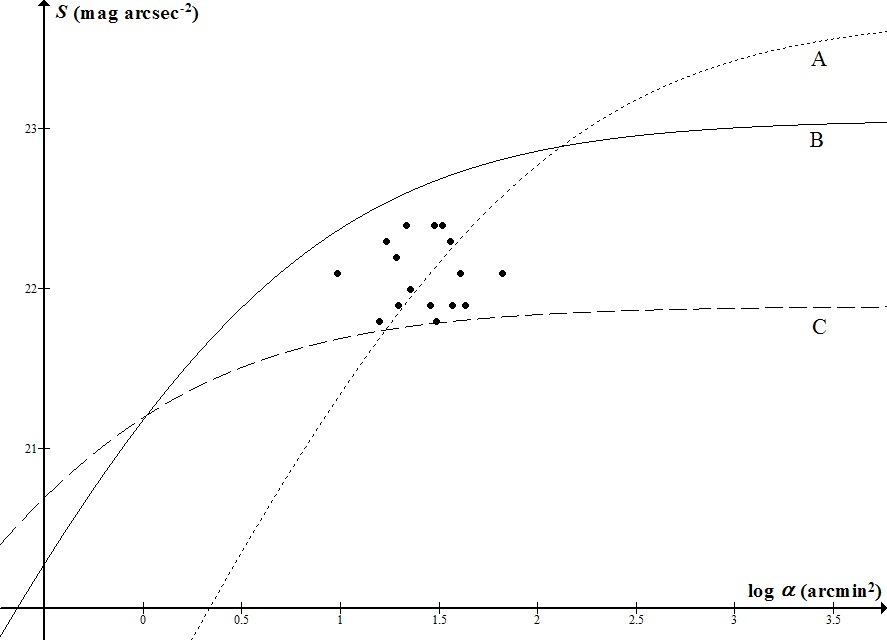 S (mag arcsec⁻²)
A
23
B
22
C
21
log α (arcmin²)
0 0.5 1 1.5 2 2.5 3 3.5